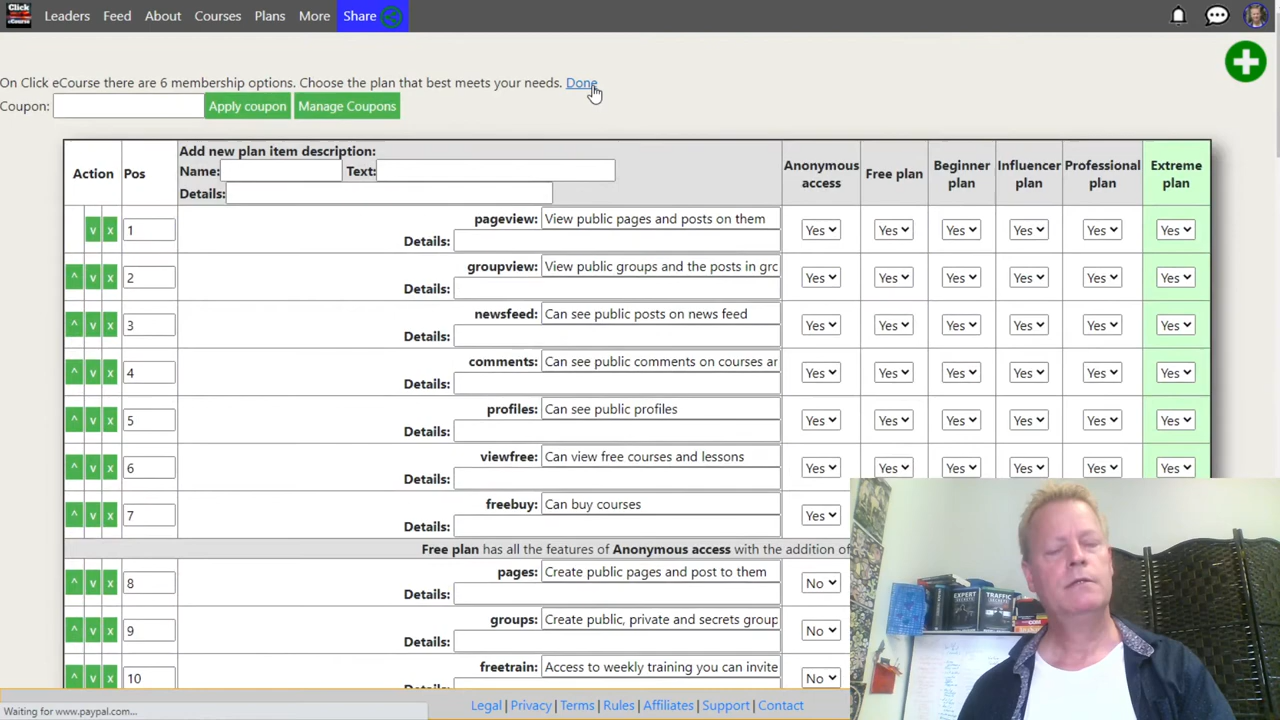 Click eCourse Leaders Feed About Courses Plans More Share
On Click eCourse there are 6 membership options. Choose the plan that best meets your needs. Done
Coupon: Apply coupon Manage Coupons
Action Pos Add new plan item description: Name: Text: Details: Anonymous access Free plan Beginner plan Influencer plan Professional plan Extreme plan
v x 1 pageview: View public pages and posts on them Yes Yes Yes Yes Yes Yes
Details:
^ v x 2 groupview: View public groups and the posts in grc Yes Yes Yes Yes Yes Yes
Details:
^ v x 3 newsfeed: Can see public posts on news feed Yes Yes Yes Yes Yes Yes
Details:
^ v x 4 comments: Can see public comments on courses ar Yes Yes Yes Yes Yes Yes
Details:
^ v x 5 profiles: Can see public profiles Yes Yes Yes Yes Yes Yes
Details:
^ v x 6 viewfree: Can view free courses and lessons Yes Yes Yes Yes Yes Yes
Details:
^ v x 7 freebuy: Can buy courses Yes
Details:
Free plan has all the features of Anonymous access with the addition of
^ v x 8 pages: Create public pages and post to them No
Details:
^ v x 9 groups: Create public, private and secrets group No
Details:
^ v x 10 freetrain: Access to weekly training you can invite No
Details:
EXPERT SECRETS TRAFFIC SECRETS
Waiting for www.paypal.com...
Legal | Privacy | Terms | Rules | Affiliates | Support | Contact